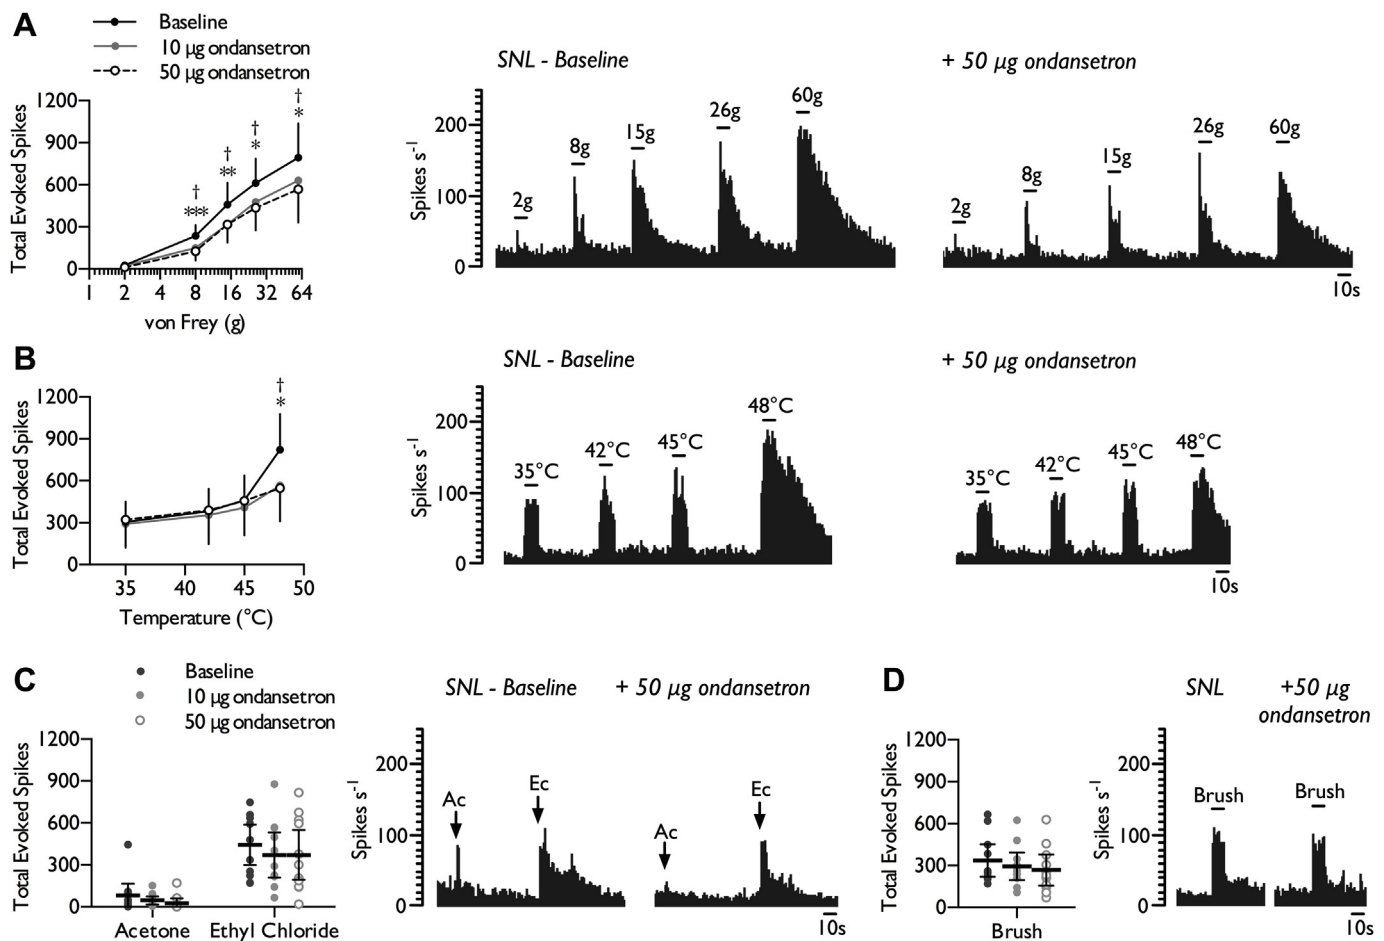 A
Baseline
10 µg ondansetron
50 µg ondansetron
SNL - Baseline
+ 50 µg ondansetron
Total Evoked Spikes
1200
900
600
300
0
1 2 4 8 16 32 64
von Frey (g)
*** ** * *
† † † †
Spikes s-1
200
100
0
2g 8g 15g 26g 60g
2g 8g 15g 26g 60g
10s
B
SNL - Baseline
+ 50 µg ondansetron
Total Evoked Spikes
1200
900
600
300
0
35 40 45 50
Temperature (°C)
†
*
Spikes s-1
200
100
0
35°C 42°C 45°C 48°C
35°C 42°C 45°C 48°C
10s
C
Baseline
10 µg ondansetron
50 µg ondansetron
SNL - Baseline
+ 50 µg ondansetron
Total Evoked Spikes
1200
900
600
300
0
Acetone Ethyl Chloride
Spikes s-1
200
100
0
Ac Ec
Ac Ec
10s
D
SNL
+50 µg
ondansetron
Total Evoked Spikes
1200
900
600
300
0
Brush
Spikes s-1
200
100
0
Brush Brush
10s